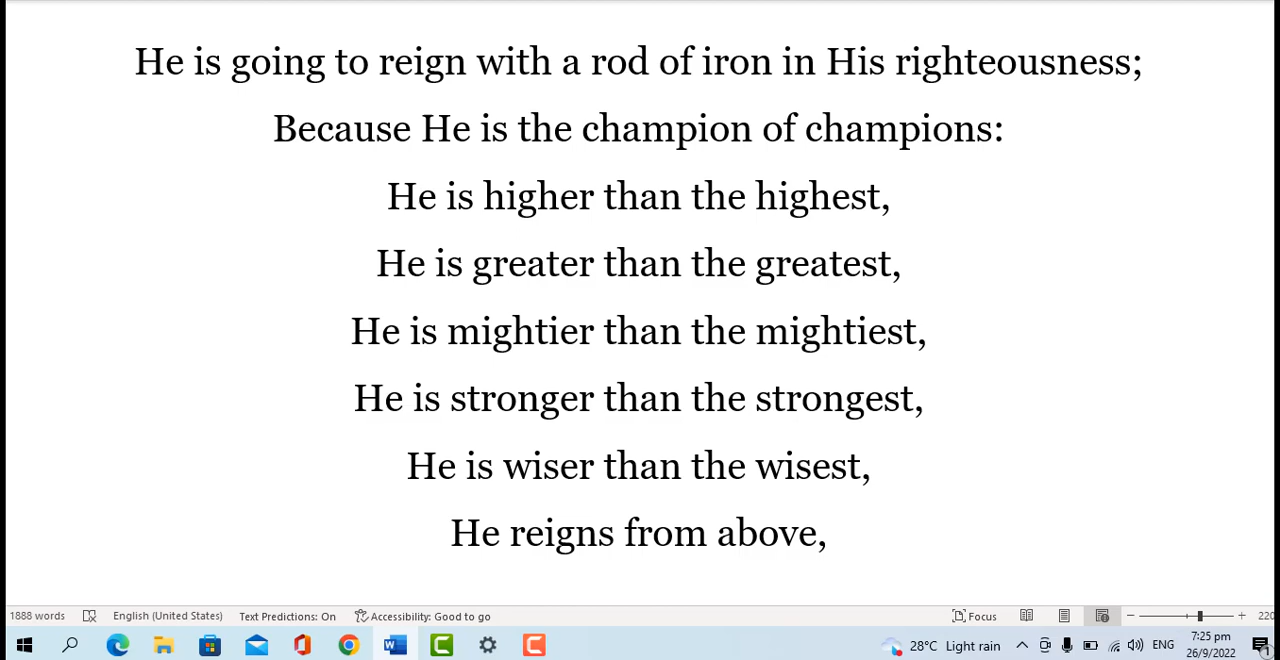 He is going to reign with a rod of iron in His righteousness;
Because He is the champion of champions:
He is higher than the highest,
He is greater than the greatest,
He is mightier than the mightiest,
He is stronger than the strongest,
He is wiser than the wisest,
He reigns from above,
1888 words English (United States) Text Predictions: On Accessibility: Good to go Focus 220
28°C Light rain ENG 7:25 pm
26/9/2022
1